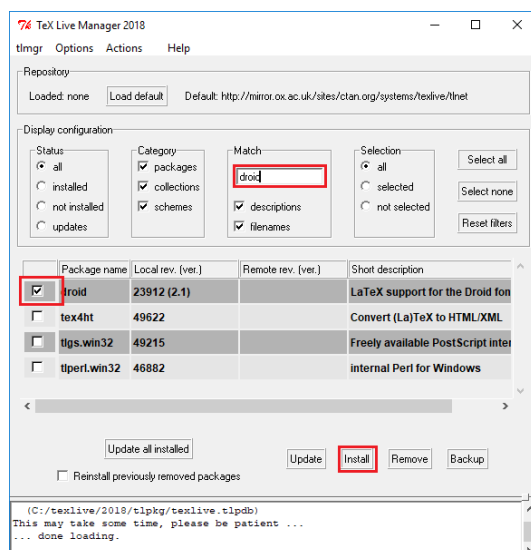 TeX Live Manager 2018
tlmgr Options Actions Help
Repository
Loaded: none Load default Default: http://mirror.ox.ac.uk/sites/ctan.org/systems/texlive/tlnet
Display configuration
Status Category Match Selection
all packages droid all Select all
installed collections selected Select none
not installed schemes descriptions not selected
updates filenames Reset filters
Package name Local rev. (ver.) Remote rev. (ver.) Short description
droid 23912 (2.1) LaTeX support for the Droid fon
tex4ht 49622 Convert (La)TeX to HTML/XML
tlgs.win32 49215 Freely available PostScript inter
tlperl.win32 46882 internal Perl for Windows
Update all installed Update Install Remove Backup
Reinstall previously removed packages
(C:/texlive/2018/tlpkg/texlive.tlpdb)
This may take some time, please be patient ...
... done loading.